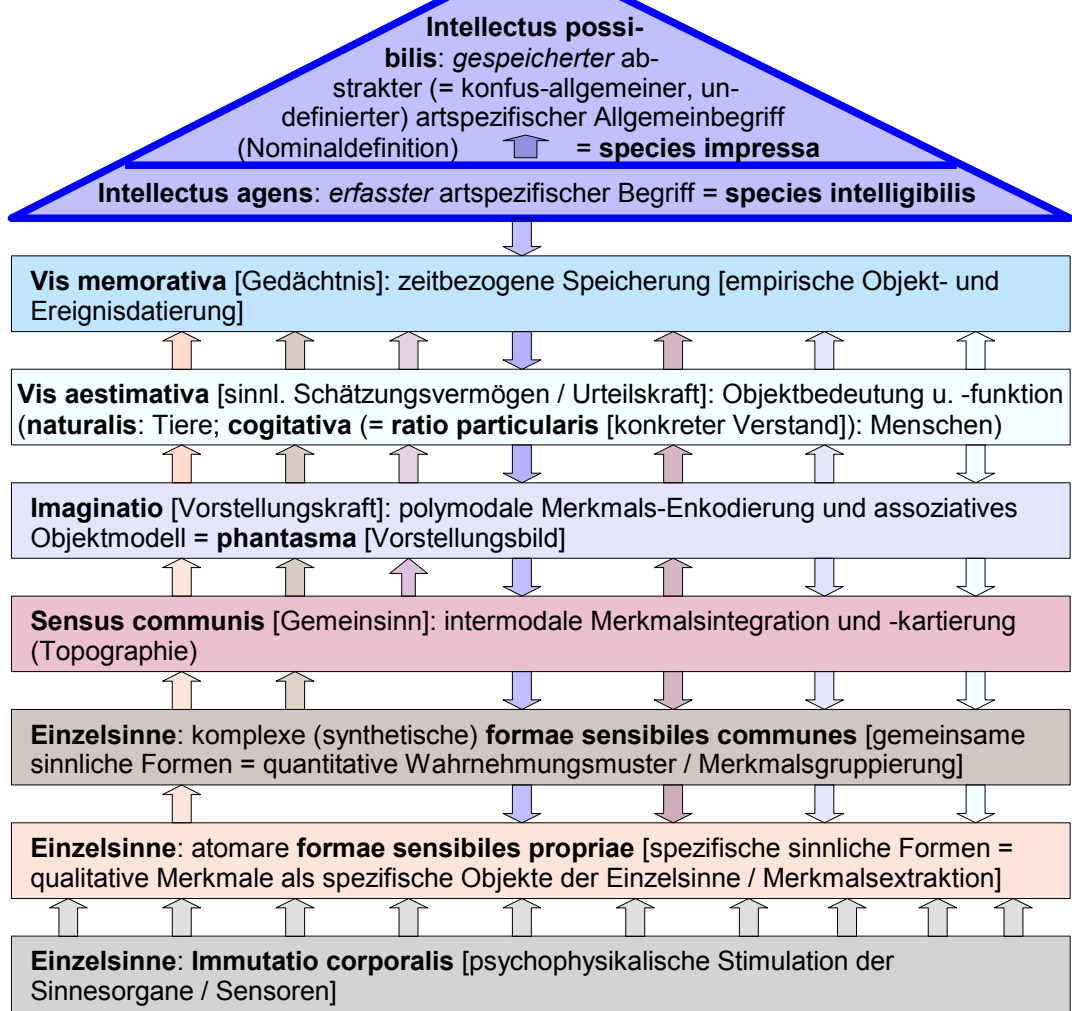 Intellectus possi-
bilis: gespeicherter ab-
strakter (= konfus-allgemeiner, un-
definierter) artspezifischer Allgemeinbegriff
(Nominaldefinition) = species impressa
Intellectus agens: erfasster artspezifischer Begriff = species intelligibilis
Vis memorativa [Gedächtnis]: zeitbezogene Speicherung [empirische Objekt- und
Ereignisdatierung]
Vis aestimativa [sinnl. Schätzungsvermögen / Urteilskraft]: Objektbedeutung u. -funktion
(naturalis: Tiere; cogitativa (= ratio particularis [konkreter Verstand]): Menschen)
Imaginatio [Vorstellungskraft]: polymodale Merkmals-Enkodierung und assoziatives
Objektmodell = phantasma [Vorstellungsbild]
Sensus communis [Gemeinsinn]: intermodale Merkmalsintegration und -kartierung
(Topographie)
Einzelsinne: komplexe (synthetische) formae sensibiles communes [gemeinsame
sinnliche Formen = quantitative Wahrnehmungsmuster / Merkmalsgruppierung]
Einzelsinne: atomare formae sensibiles propriae [spezifische sinnliche Formen =
qualitative Merkmale als spezifische Objekte der Einzelsinne / Merkmalsextraktion]
Einzelsinne: Immutatio corporalis [psychophysikalische Stimulation der
Sinnesorgane / Sensoren]